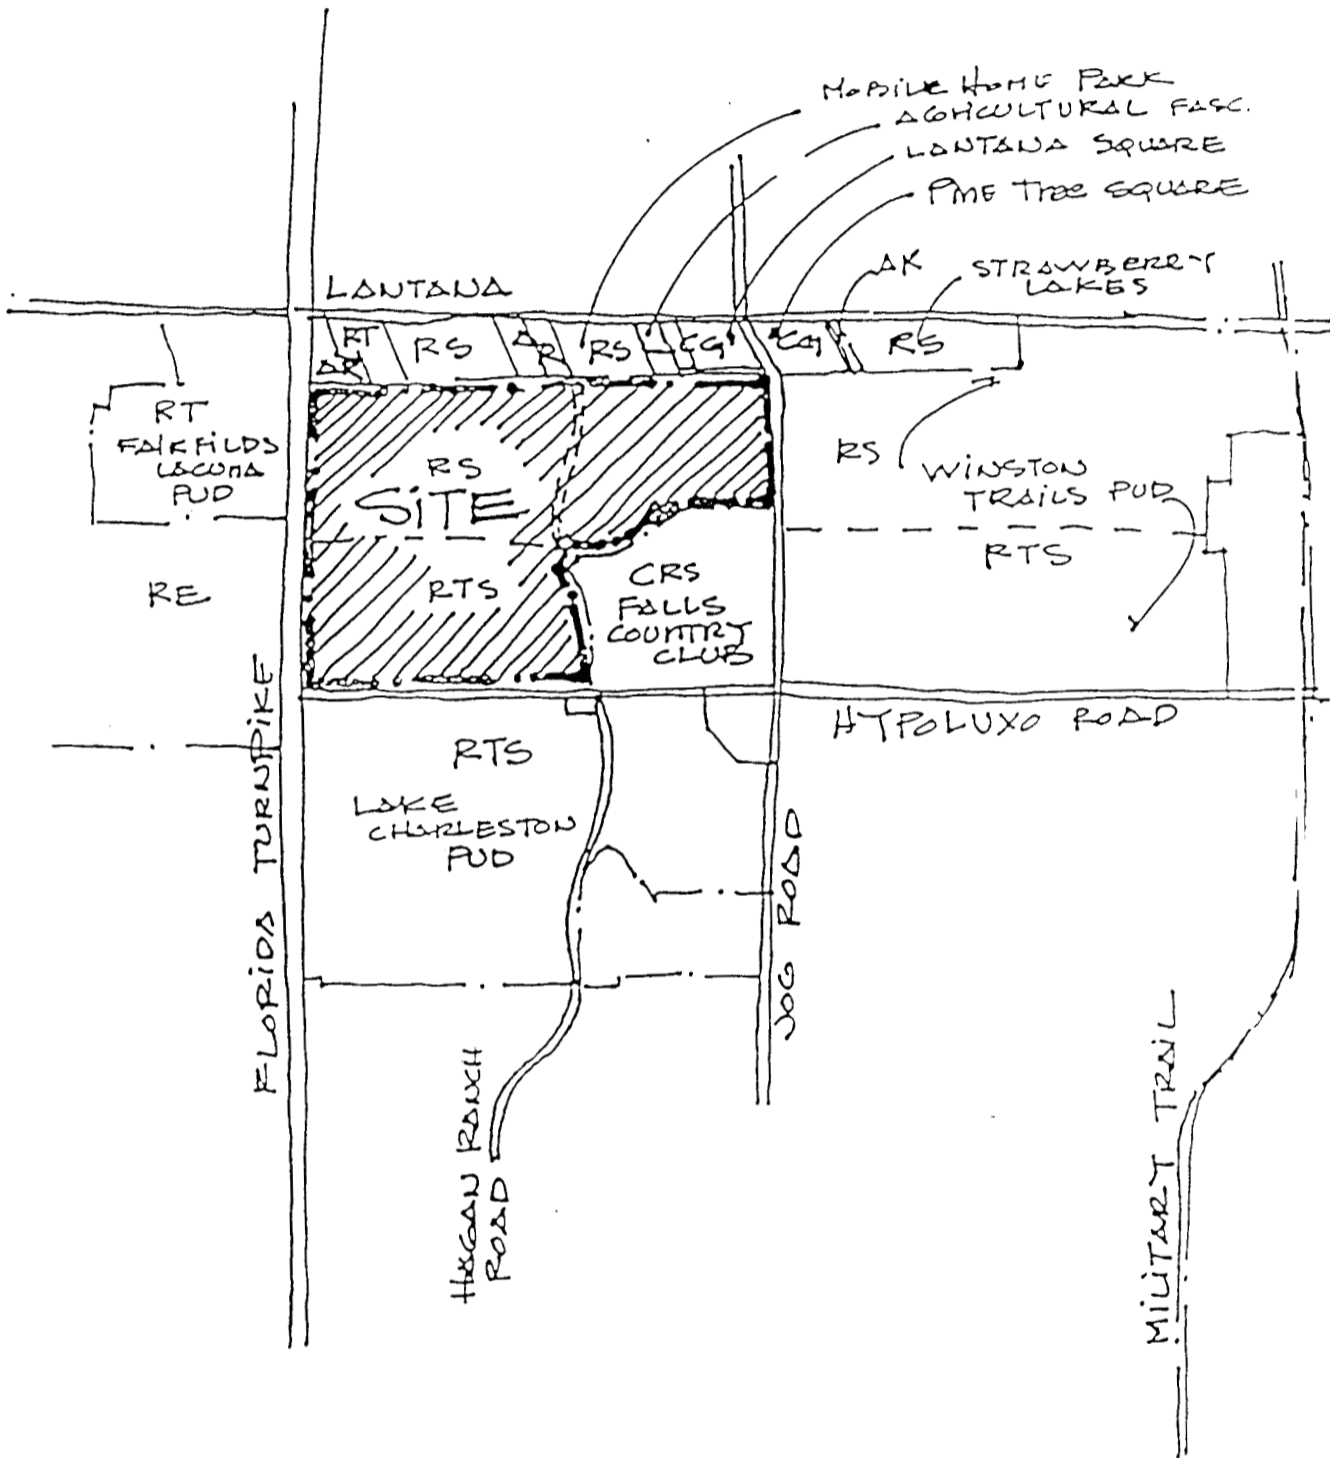 MOBILE HOME PARK
AGRICULTURAL FASC.
LANTANA SQUARE
PINE TREE SQUARE
AR
STRAWBERRY
LAKES
LANTANA
RT
RS
AR
RS
CG
CG
RS
AR
RT
FAIRFILDS
LACUNA
PUD
RS
SITE
RS
WINSTON
TRAILS PUD
RTS
RE
RTS
CRS
FALLS
COUNTRY
CLUB
HYPOLUXO ROAD
RTS
LAKE
CHARLESTON
PUD
FLORIDA TURNPIKE
JOG ROAD
HAGAN RANCH
ROAD
MILITARY TRAIL